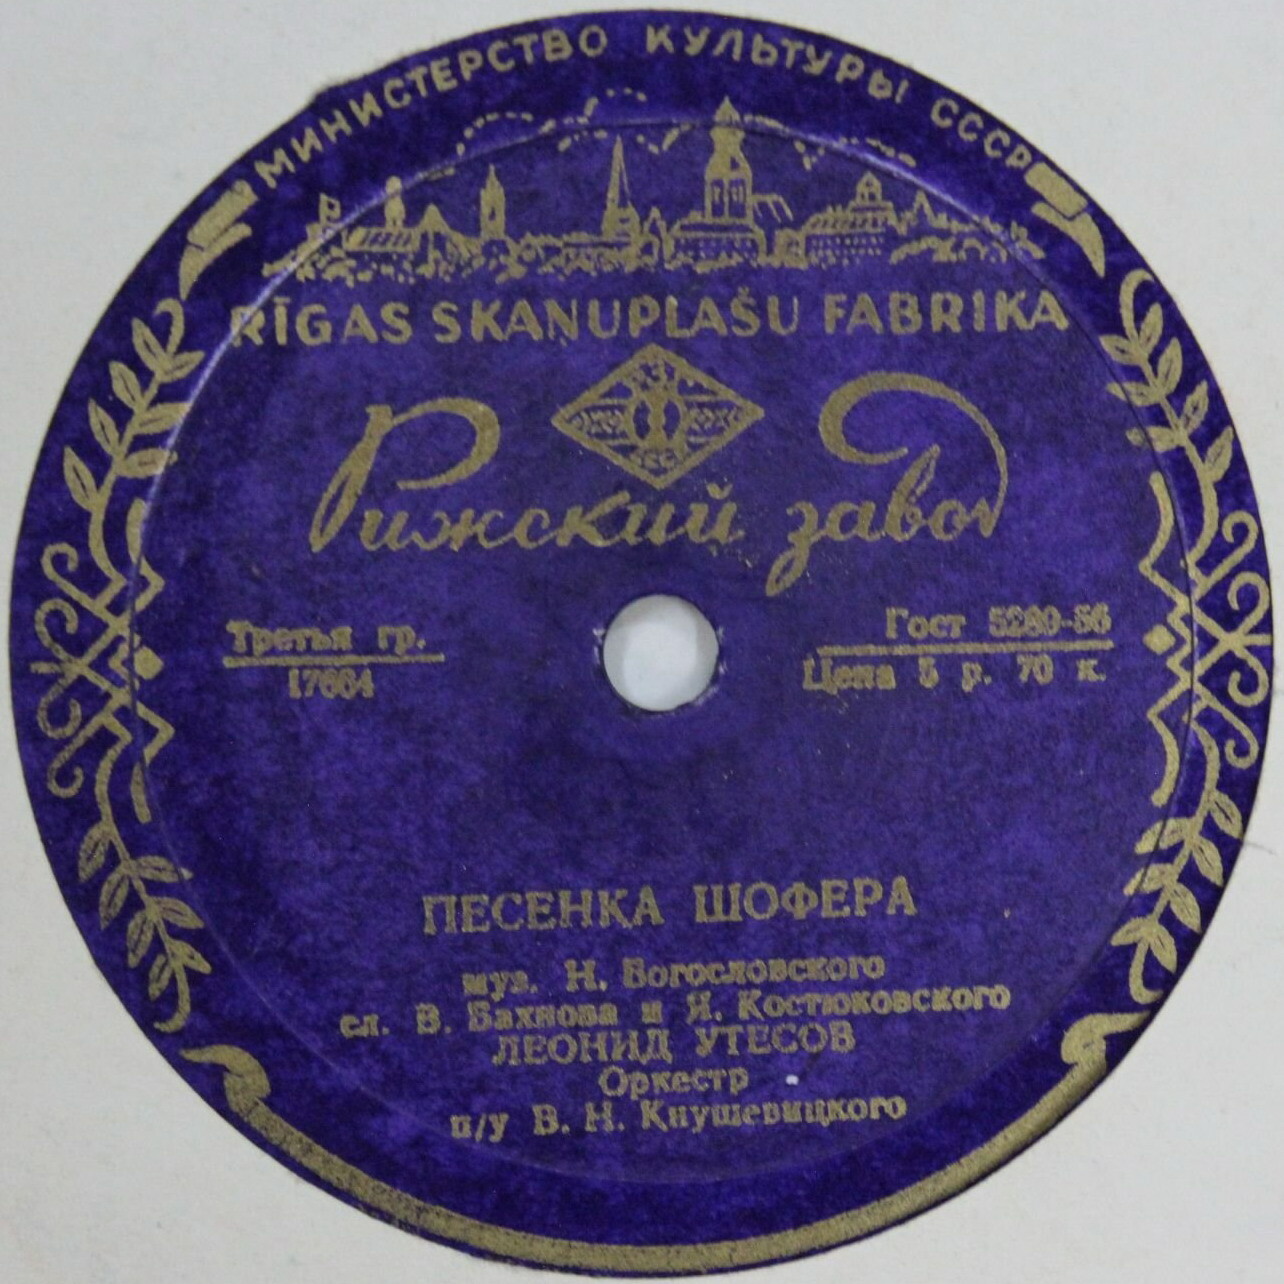 МИНИСТЕРСТВО КУЛЬТУРЫ СССР
RĪGAS SKAŅUPLAŠU FABRIKA
Рижский завод
Третья гр.
17664
Гост 5289-56
Цена 5 р. 70 к.
ПЕСЕНКА ШОФЕРА
муз. Н. Богословского
сл. В. Бахнова и Я. Костюковского
ЛЕОНИД УТЕСОВ
Оркестр
п/у В. Н. Кнушевицкого